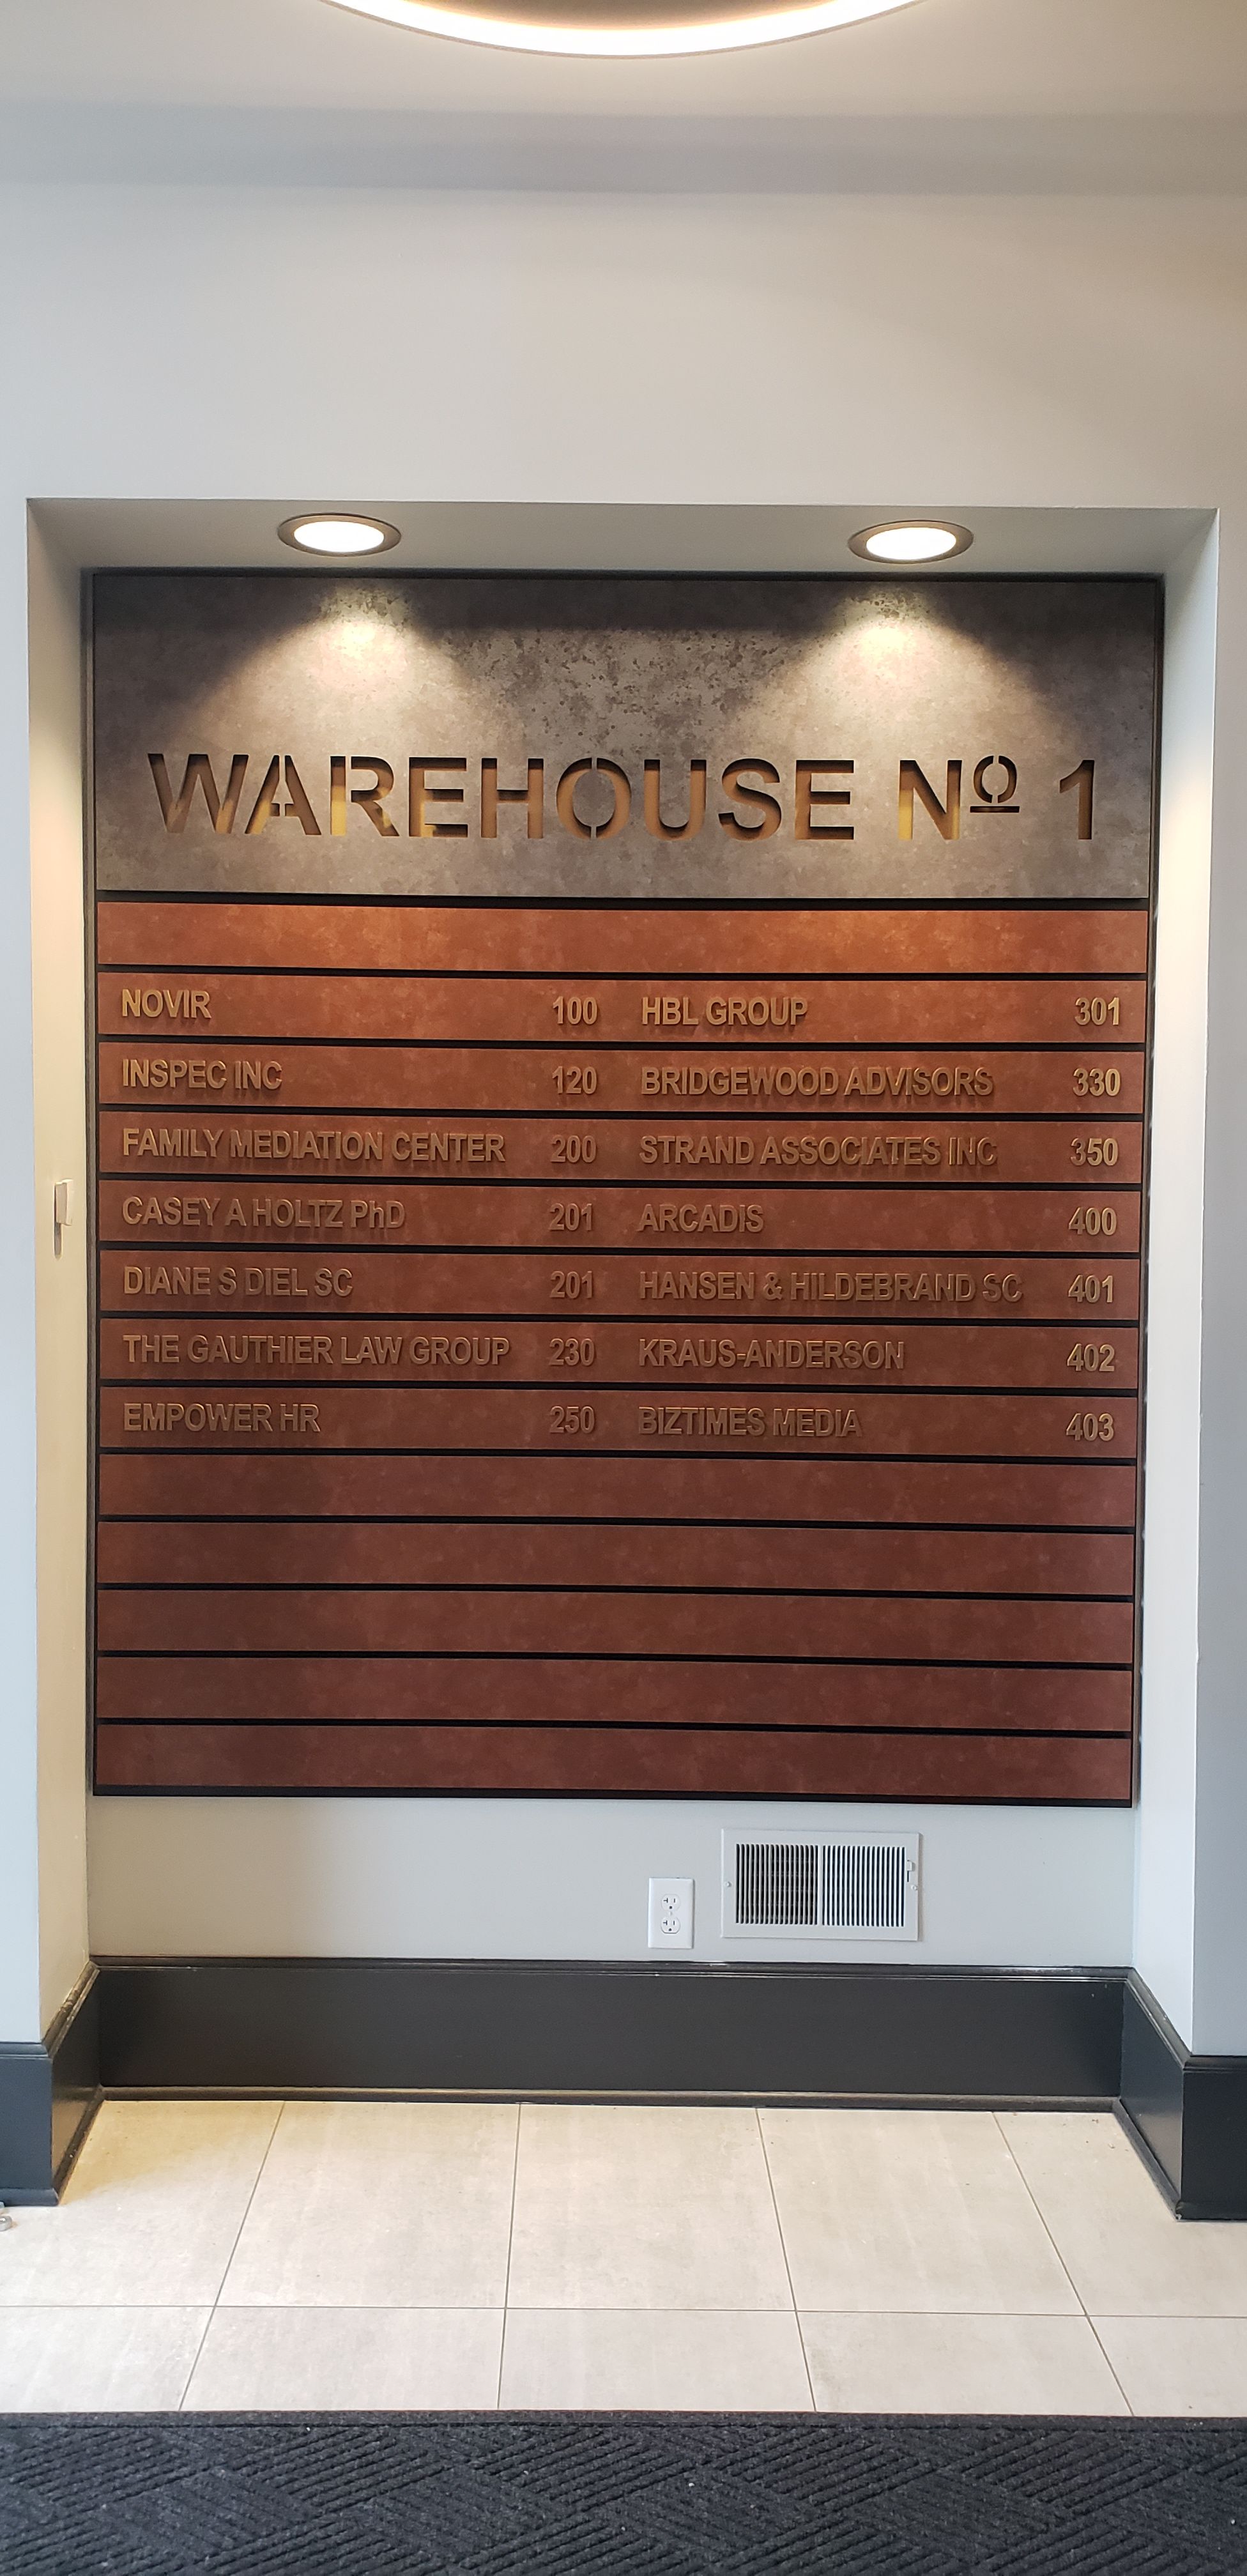 WAREHOUSE Nº 1
NOVIR 100 HBL GROUP 301
INSPEC INC 120 BRIDGEWOOD ADVISORS 330
FAMILY MEDIATION CENTER 200 STRAND ASSOCIATES INC 350
CASEY A HOLTZ PhD 201 ARCADIS 400
DIANE S DIEL SC 201 HANSEN & HILDEBRAND SC 401
THE GAUTHIER LAW GROUP 230 KRAUS-ANDERSON 402
EMPOWER HR 250 BIZTIMES MEDIA 403